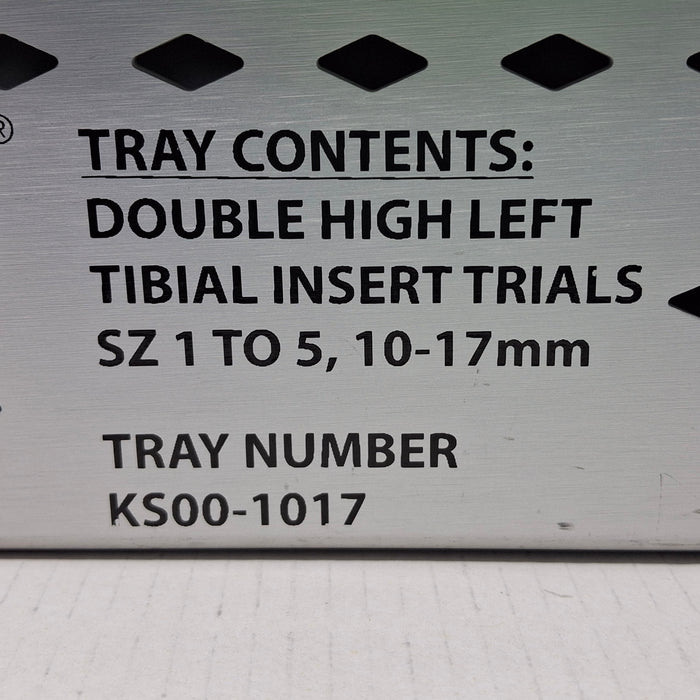 ®
TRAY CONTENTS:
DOUBLE HIGH LEFT
TIBIAL INSERT TRIALS
SZ 1 TO 5, 10-17mm
TRAY NUMBER
KS00-1017